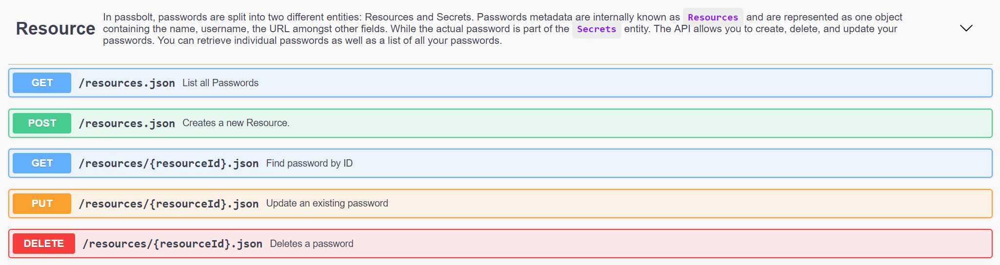 Resource
In passbolt, passwords are split into two different entities: Resources and Secrets. Passwords metadata are internally known as Resources and are represented as one object
containing the name, username, the URL amongst other fields. While the actual password is part of the Secrets entity. The API allows you to create, delete, and update your
passwords. You can retrieve individual passwords as well as a list of all your passwords.
GET /resources.json List all Passwords
POST /resources.json Creates a new Resource.
GET /resources/{resourceId}.json Find password by ID
PUT /resources/{resourceId}.json Update an existing password
DELETE /resources/{resourceId}.json Deletes a password